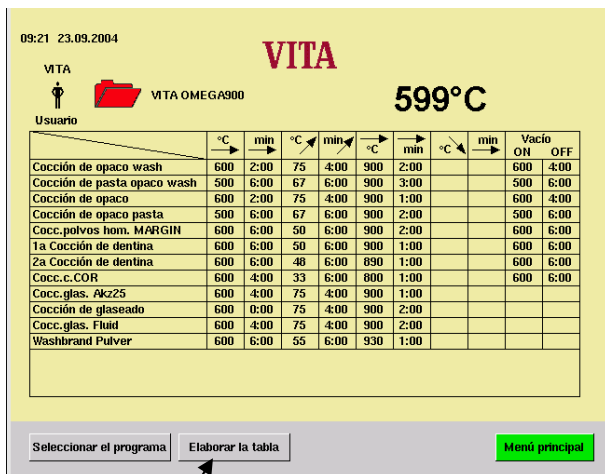 09:21 23.09.2004
VITA
VITA
VITA OMEGA900
599°C
Usuario
°C min °C min °C min °C min Vacío
ON OFF
Cocción de opaco wash 600 2:00 75 4:00 900 2:00 600 4:00
Cocción de pasta opaco wash 500 6:00 67 6:00 900 3:00 500 6:00
Cocción de opaco 600 2:00 75 4:00 900 1:00 600 4:00
Cocción de opaco pasta 500 6:00 67 6:00 900 2:00 500 6:00
Cocc.polvos hom. MARGIN 600 6:00 50 6:00 900 2:00 600 6:00
1a Cocción de dentina 600 6:00 50 6:00 900 1:00 600 6:00
2a Cocción de dentina 600 6:00 48 6:00 890 1:00 600 6:00
Cocc.c.COR 600 4:00 33 6:00 800 1:00 600 6:00
Cocc.glas. Akz25 600 4:00 75 4:00 900 1:00
Cocción de glaseado 600 0:00 75 4:00 900 2:00
Cocc.glas. Fluid 600 4:00 75 4:00 900 2:00
Washbrand Pulver 600 6:00 55 6:00 930 1:00
Seleccionar el programa Elaborar la tabla Menú principal